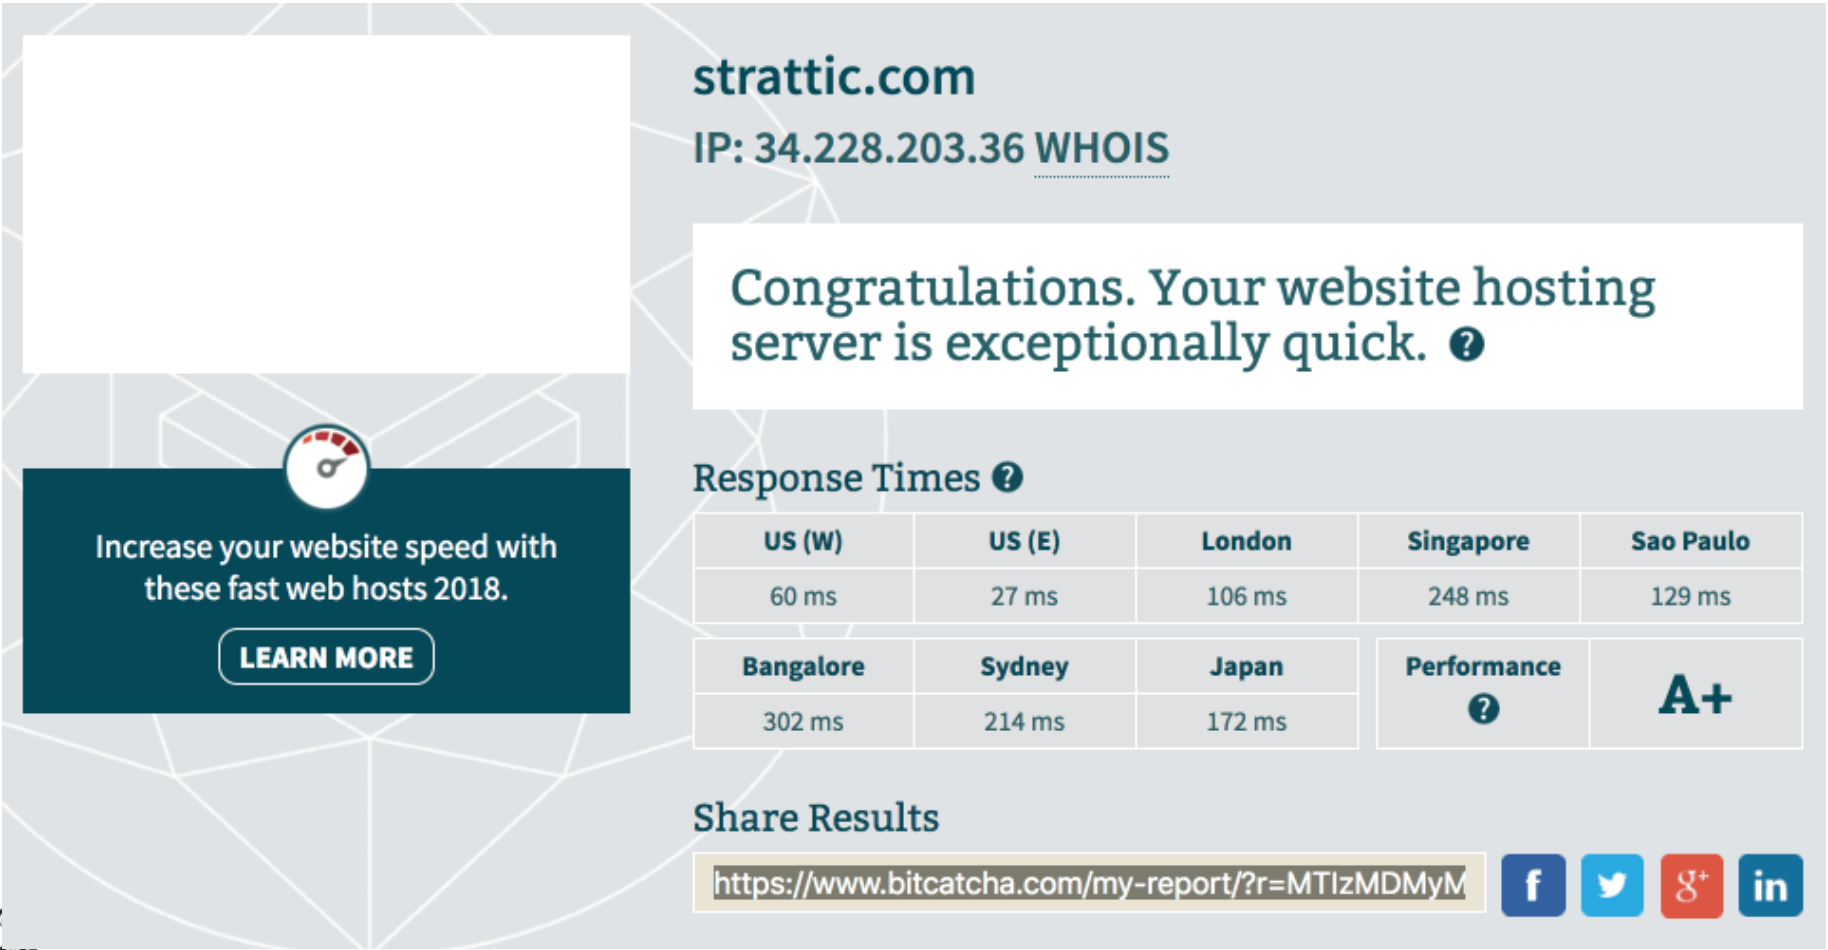 strattic.com
IP: 34.228.203.36 WHOIS
Congratulations. Your website hosting
server is exceptionally quick. ?
Increase your website speed with
these fast web hosts 2018.
LEARN MORE
Response Times ?
US (W) US (E) London Singapore Sao Paulo
60 ms 27 ms 106 ms 248 ms 129 ms
Bangalore Sydney Japan Performance ? A+
302 ms 214 ms 172 ms
Share Results
https://www.bitcatcha.com/my-report/?r=MTIzMDMyM
f g+ in